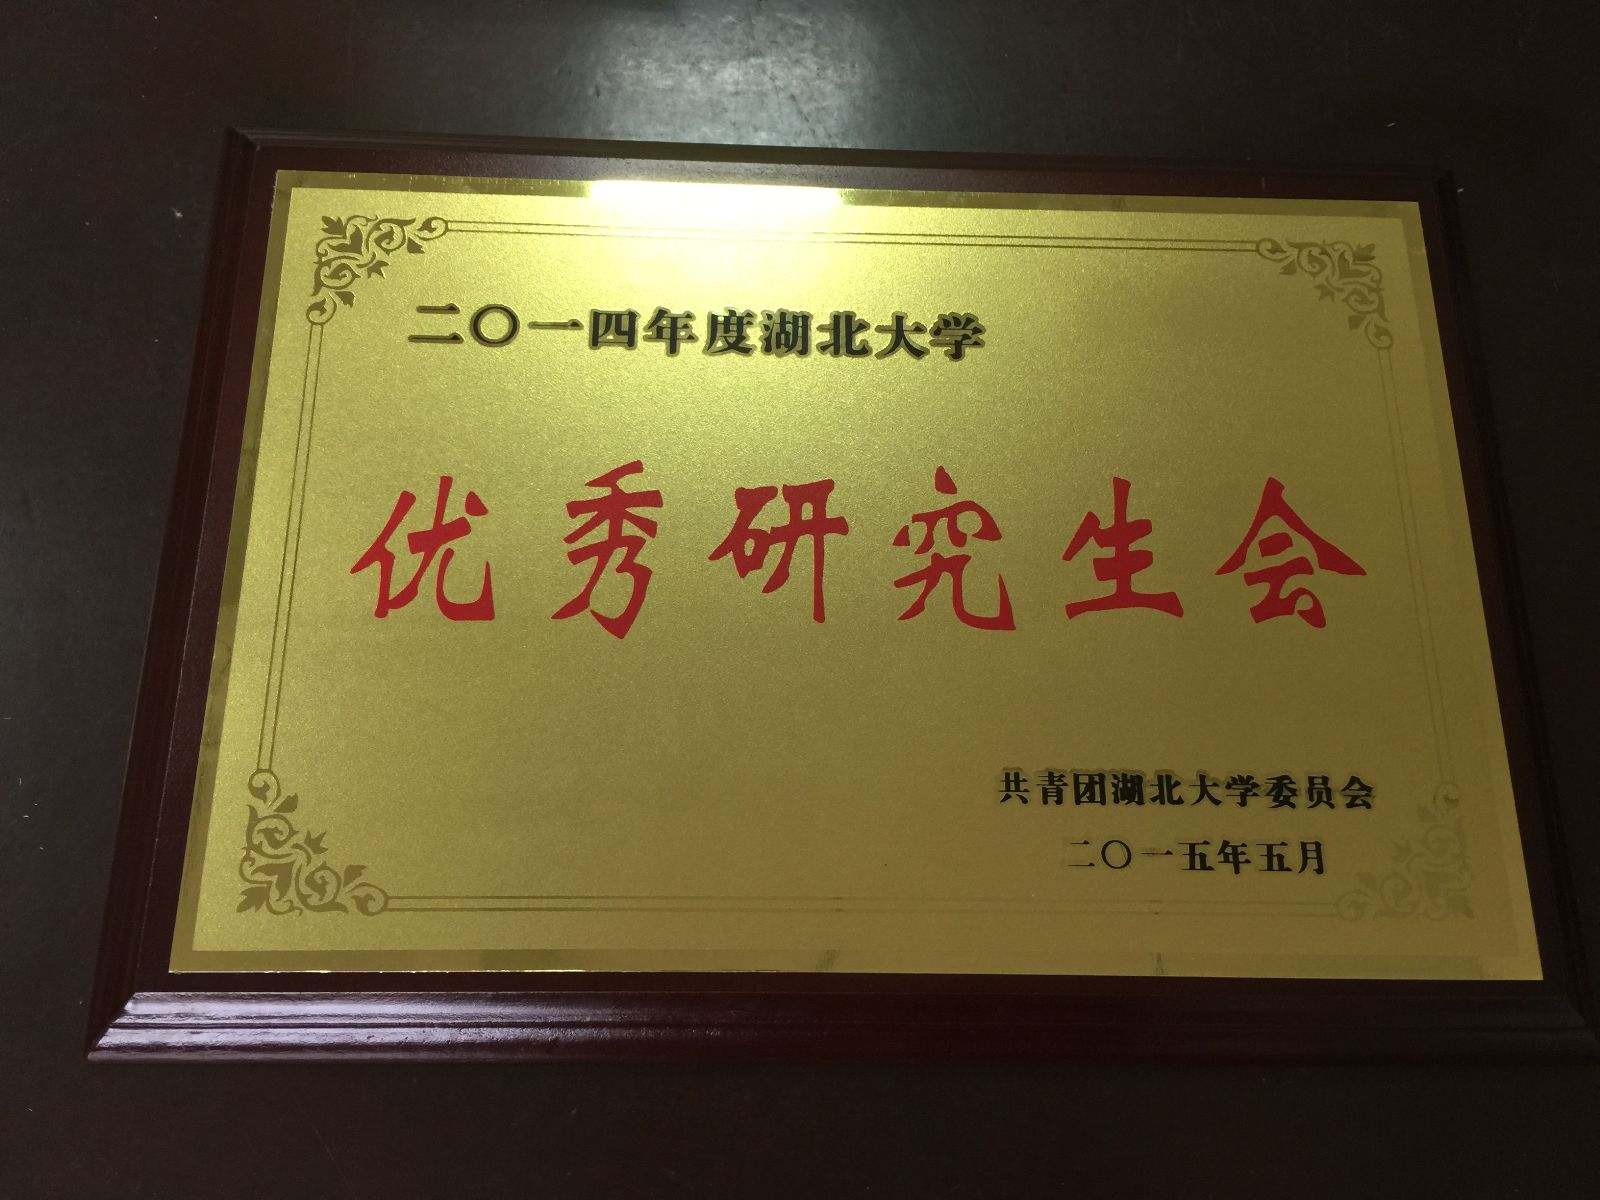 二〇一四年度湖北大学
优秀研究生会
共青团湖北大学委员会
二〇一五年五月